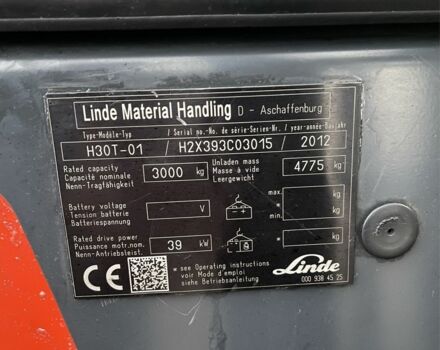 Linde Material Handling D - Aschaffenburg
Type-Modèle-Typ / Serial no.-No. de série-Serien-Nr. / year-année-Baujahr
H30T-01 / H2X393C03015 / 2012
Rated capacity
Capacité nominale
Nenn-Tragfähigkeit
3000 kg
Unladen mass
Masse a vide
Leergewicht
4775 kg
Battery voltage
Tension batterie
Batteriespannung
V
max.
*
min.
* kg
kg
Rated drive power
Puissance motr.nom.
Nenn-Antriebsleist.
39 kW
* kg
CE
* see Operating instructions
voir Mode d'emploi
siehe Betriebsanleitung
Linde
000 938 45 25